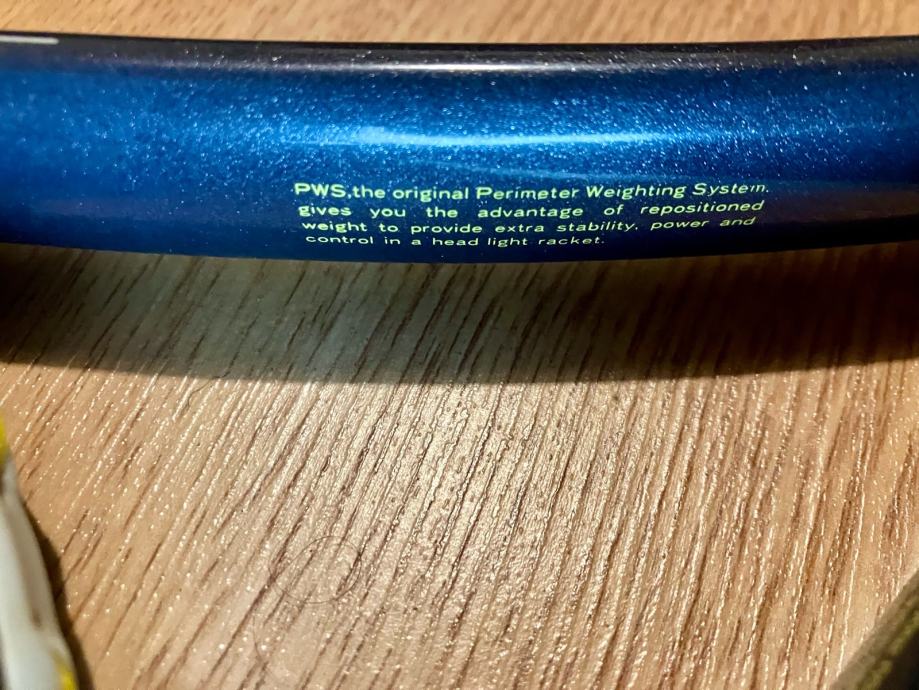 PWS,the original Perimeter Weighting System.
gives you the advantage of repositioned
weight to provide extra stability, power and
control in a head light racket.